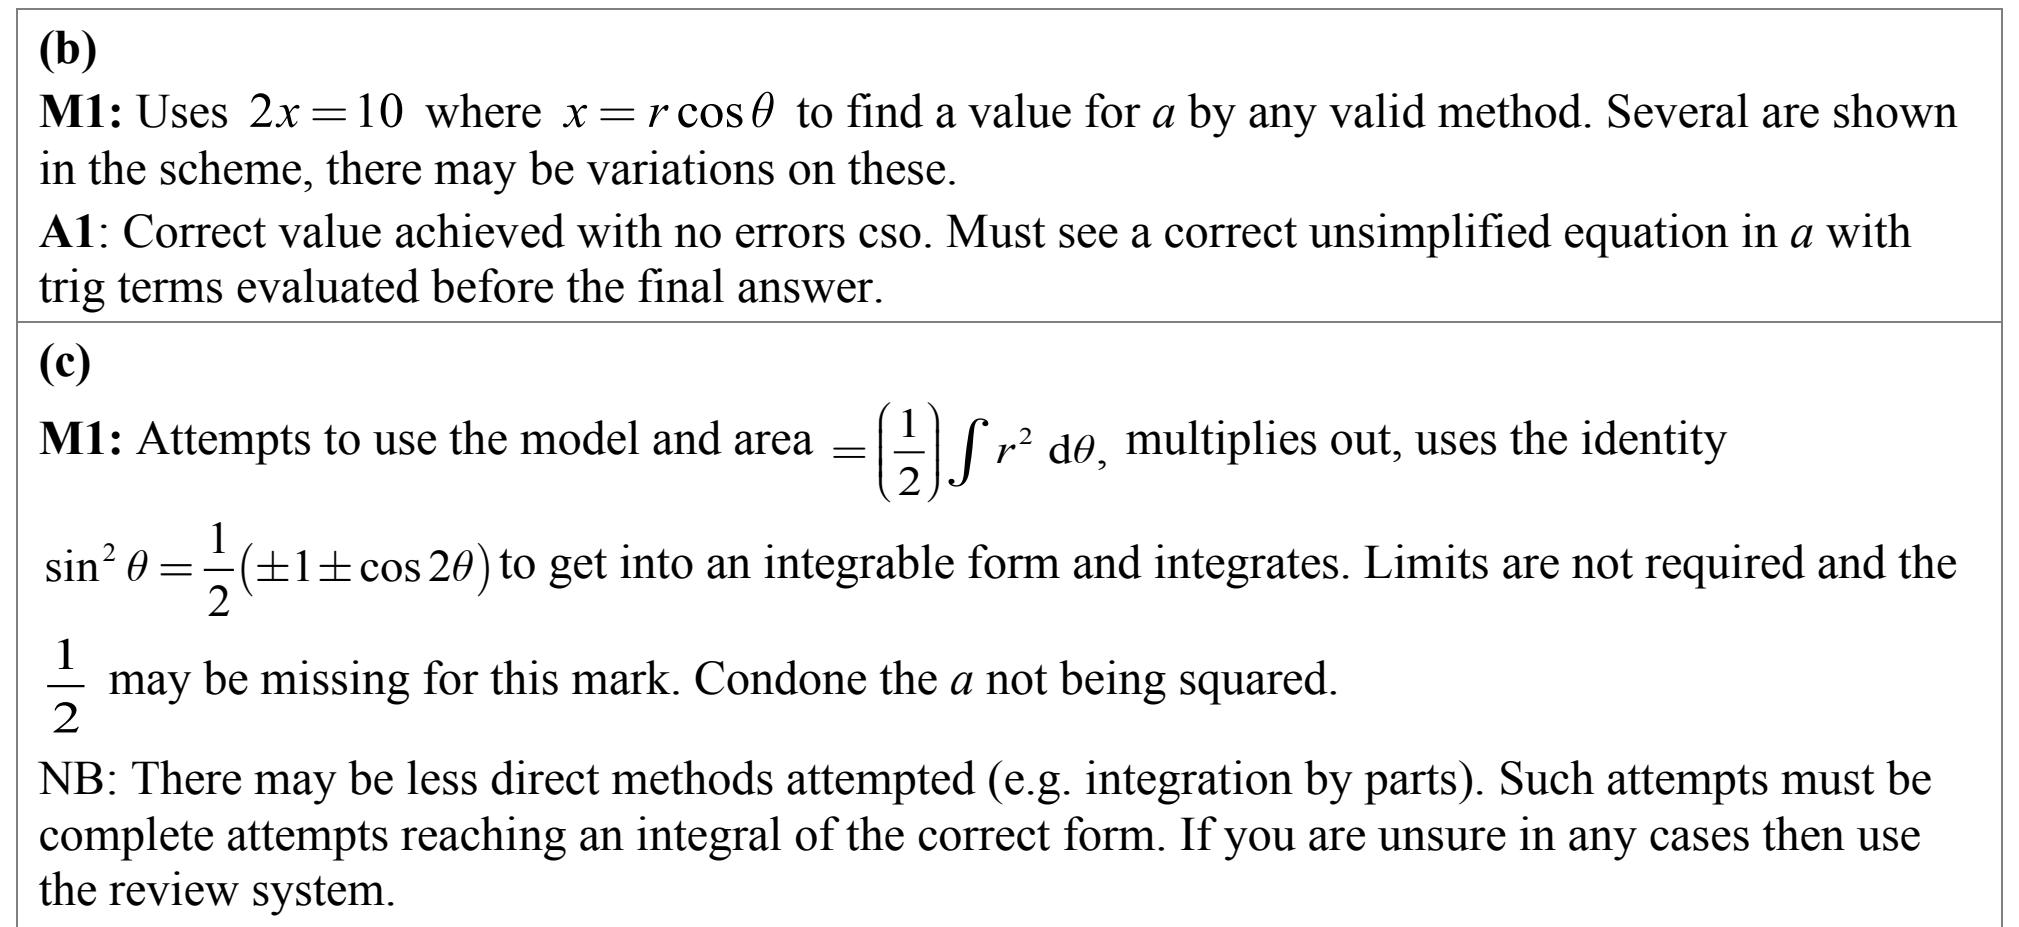 (b)
M1: Uses 2x = 10 where x = r cos θ to find a value for a by any valid method. Several are shown
in the scheme, there may be variations on these.
A1: Correct value achieved with no errors cso. Must see a correct unsimplified equation in a with
trig terms evaluated before the final answer.
(c)
M1: Attempts to use the model and area = (1/2) ∫ r² dθ, multiplies out, uses the identity
sin² θ = 1/2 (±1 ± cos 2θ) to get into an integrable form and integrates. Limits are not required and the
1/2 may be missing for this mark. Condone the a not being squared.
NB: There may be less direct methods attempted (e.g. integration by parts). Such attempts must be
complete attempts reaching an integral of the correct form. If you are unsure in any cases then use
the review system.